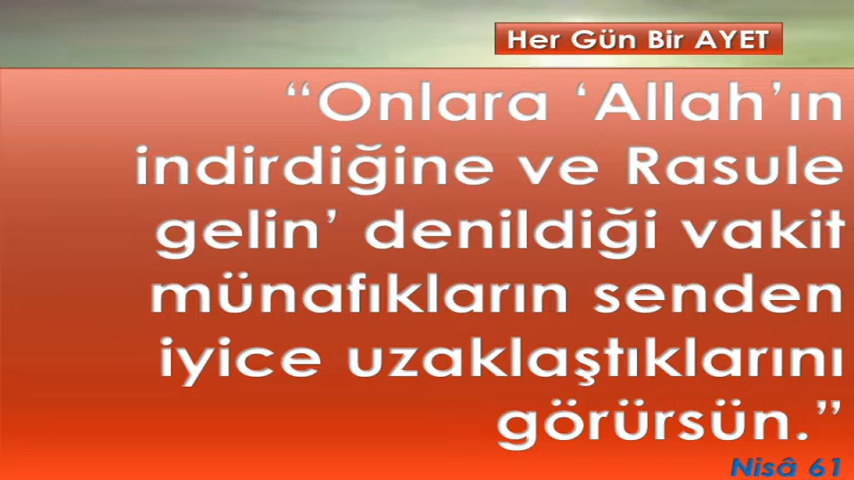 Her Gün Bir AYET
“Onlara ‘Allah’ın
indirdiğine ve Rasule
gelin’ denildiği vakit
münafıkların senden
iyice uzaklaştıklarını
görürsün.”
Nisâ 61